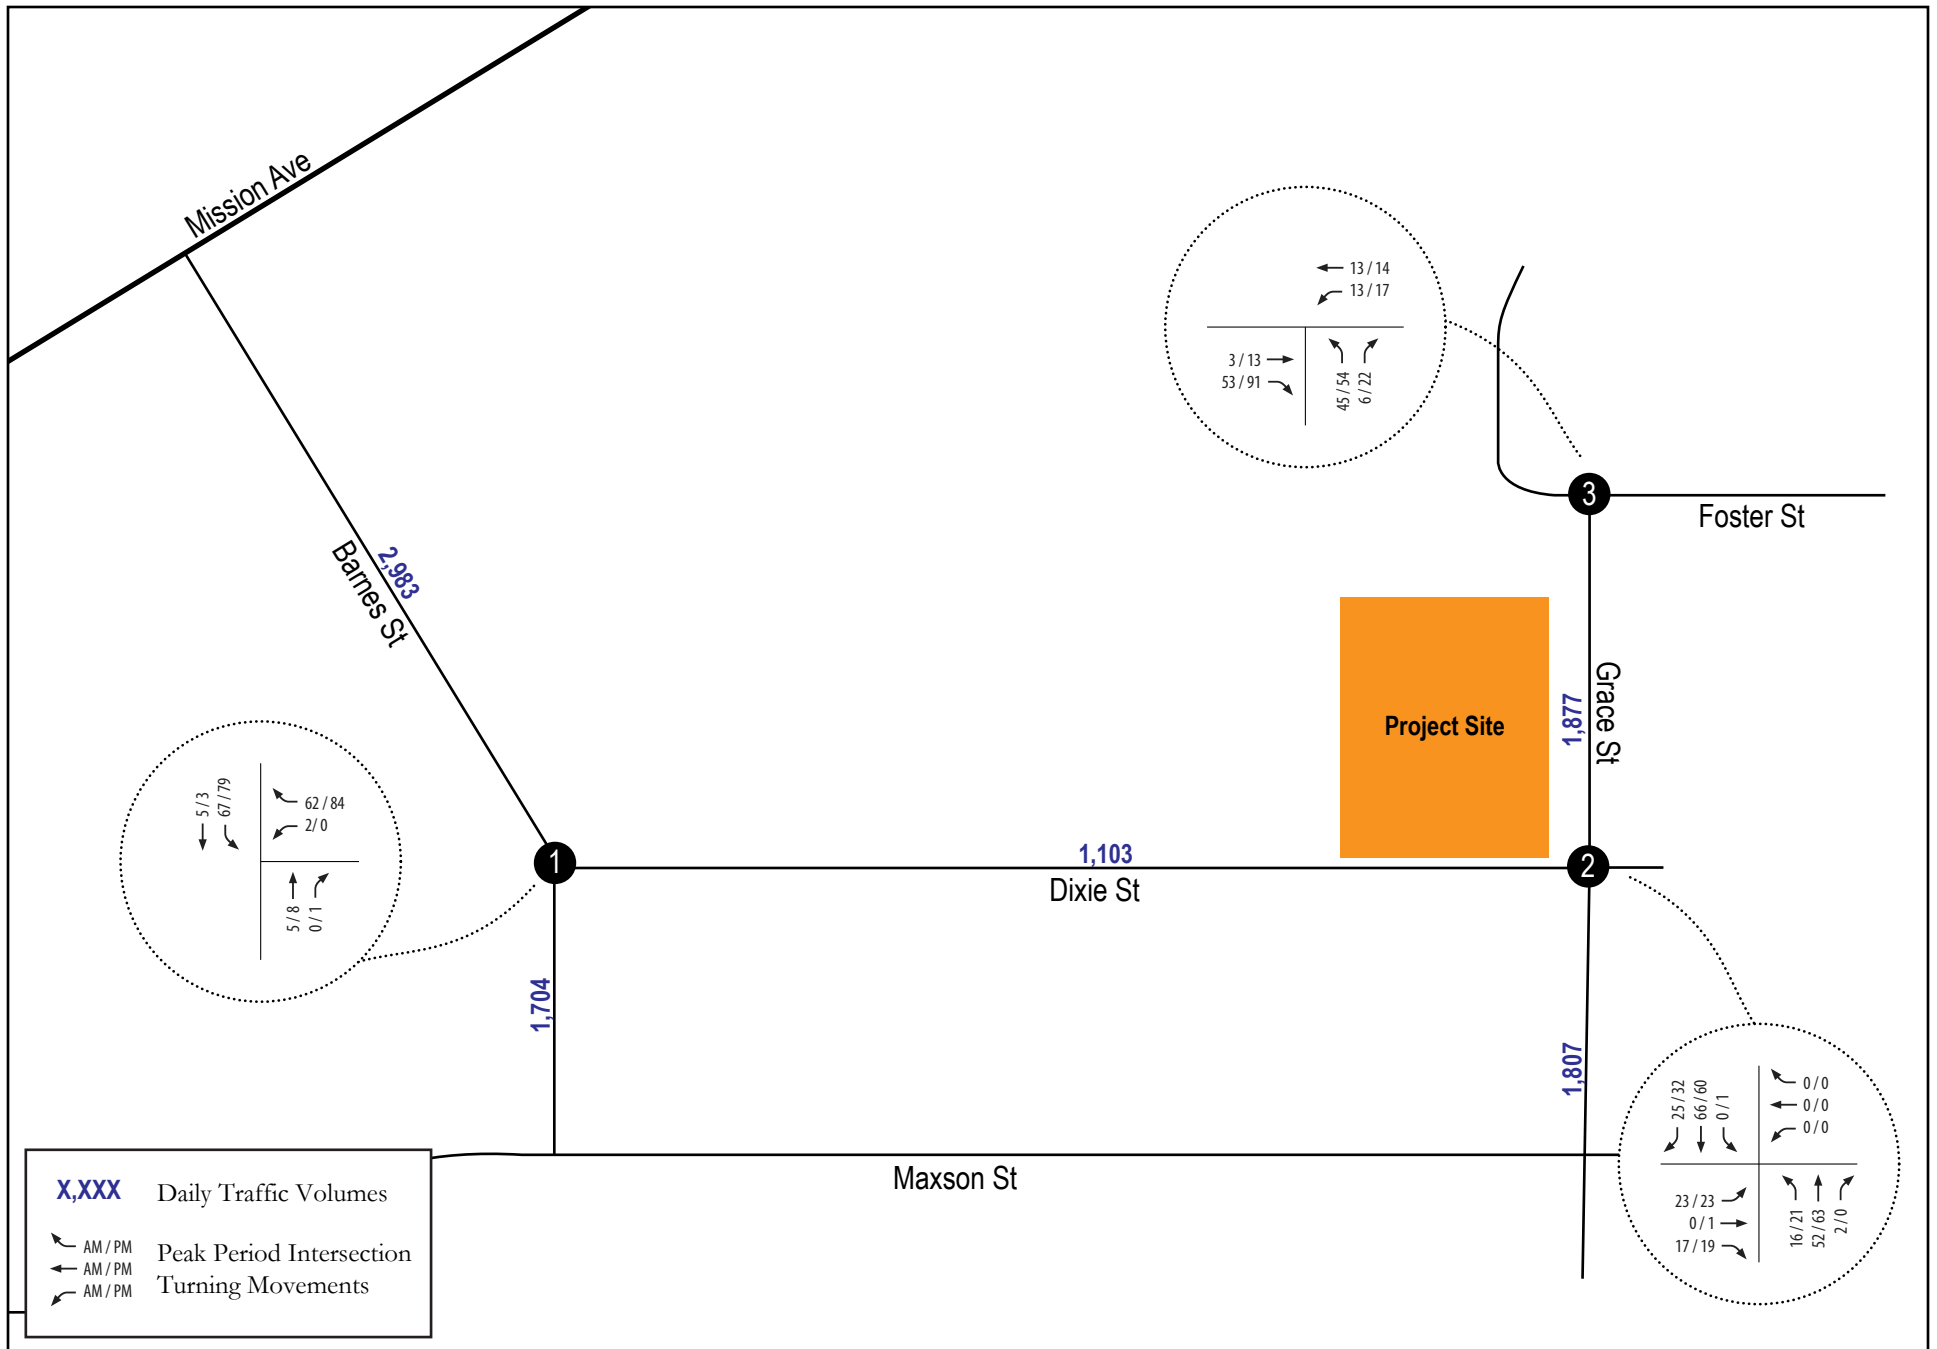 Mission Ave
13 / 14
13 / 17
3 / 13
53 / 91
45 / 54
6 / 22
3
Foster St
2,983
Barnes St
Project Site
1,877
Grace St
5 / 3
67 / 79
62 / 84
2 / 0
5 / 8
0 / 1
1
1,103
Dixie St
2
1,704
1,807
25 / 32
66 / 60
0 / 1
0 / 0
0 / 0
0 / 0
23 / 23
0 / 1
17 / 19
16 / 21
52 / 63
2 / 0
Maxson St
X,XXX Daily Traffic Volumes
AM / PM
AM / PM
AM / PM
Peak Period Intersection
Turning Movements